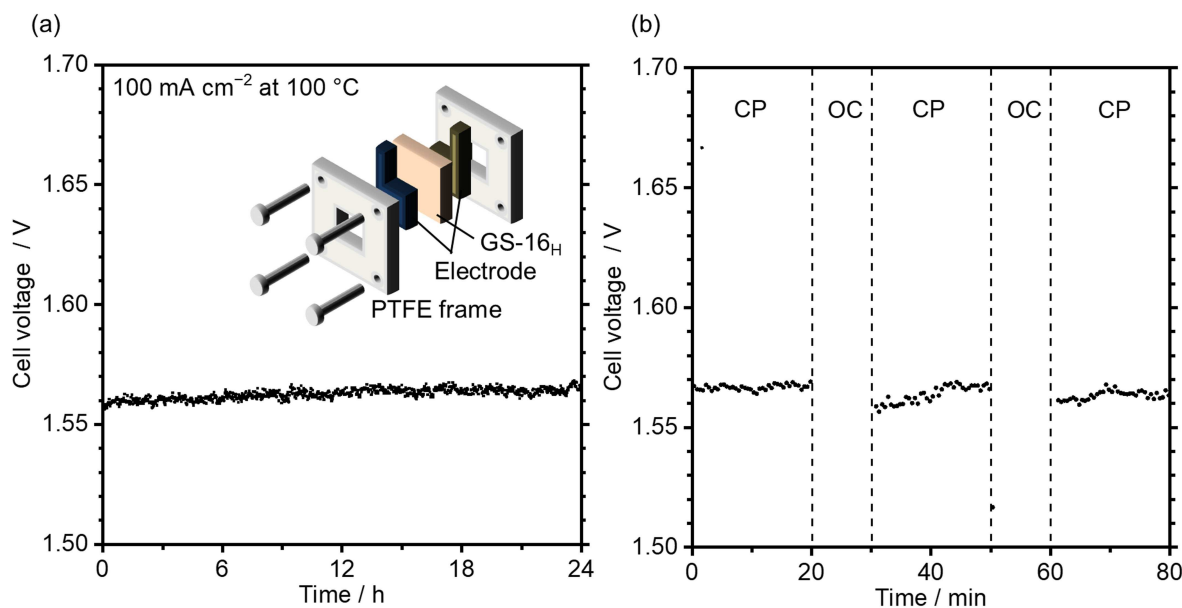 (a)
Cell voltage / V
1.70
1.65
1.60
1.55
1.50
100 mA cm⁻² at 100 °C
GS-16H
Electrode
PTFE frame
0 6 12 18 24
Time / h
(b)
Cell voltage / V
1.70
1.65
1.60
1.55
1.50
CP OC CP OC CP
0 20 40 60 80
Time / min